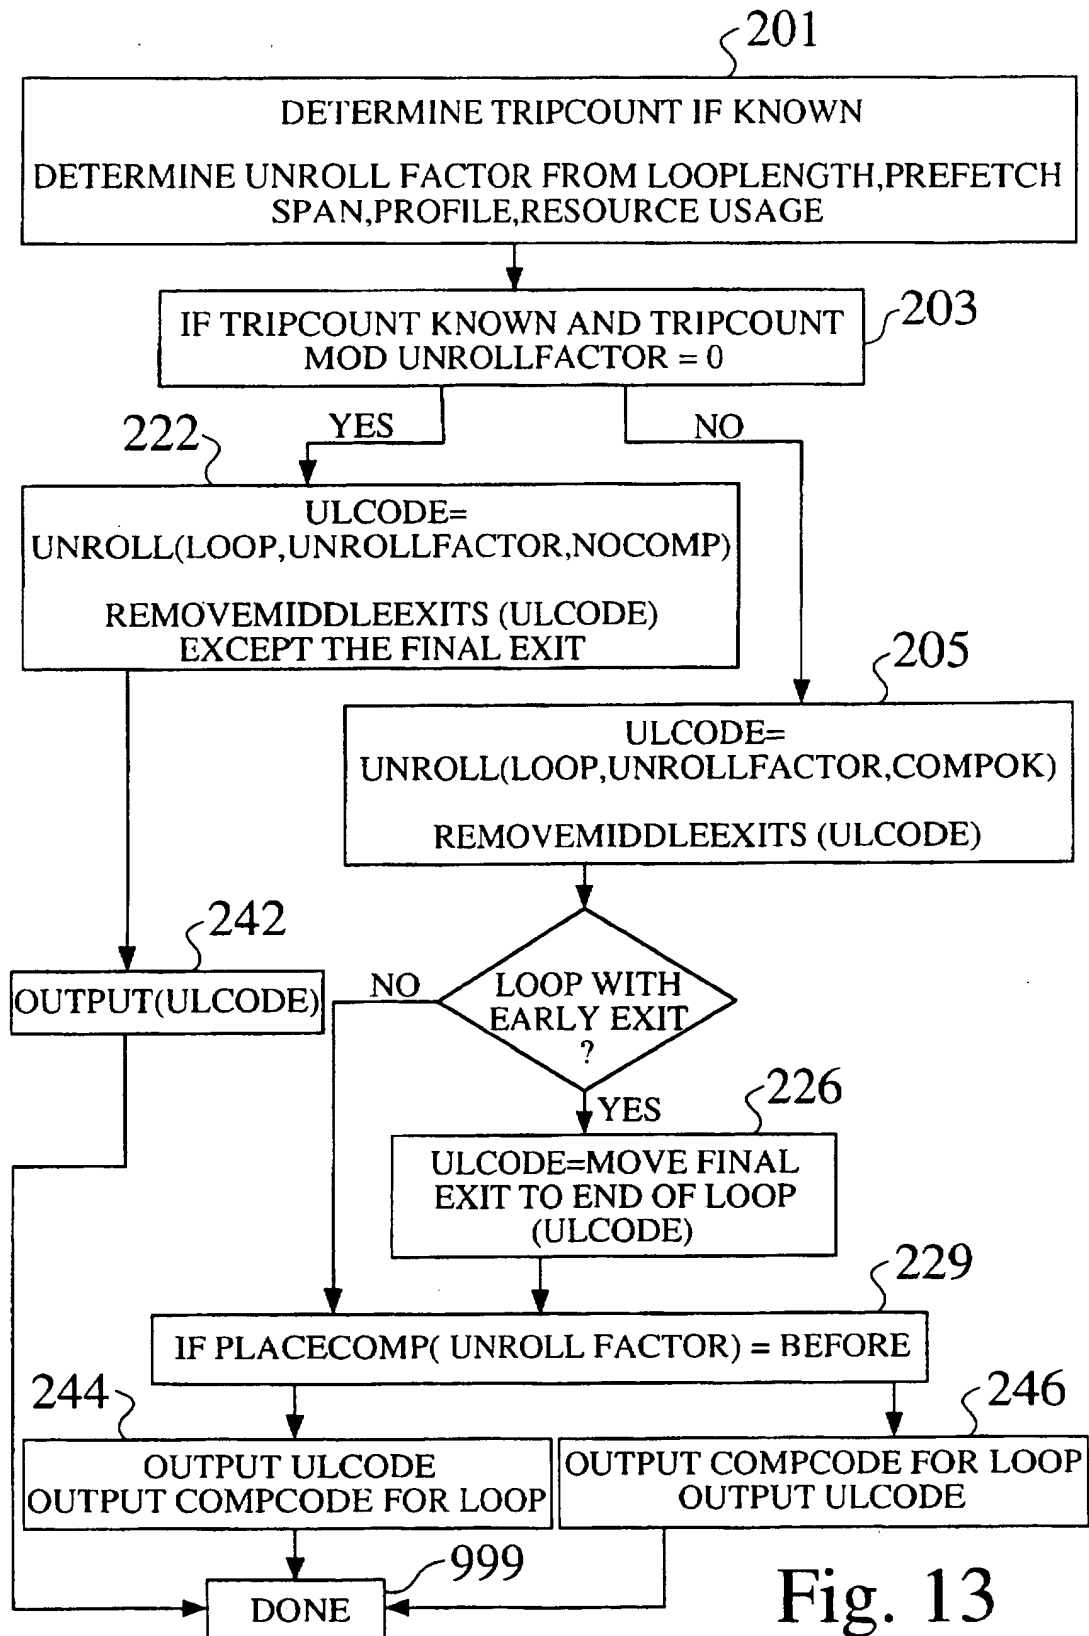 201
DETERMINE TRIPCOUNT IF KNOWN
DETERMINE UNROLL FACTOR FROM LOOPLENGTH,PREFETCH
SPAN,PROFILE,RESOURCE USAGE
203
IF TRIPCOUNT KNOWN AND TRIPCOUNT
MOD UNROLLFACTOR = 0
YES
NO
222
ULCODE=
UNROLL(LOOP,UNROLLFACTOR,NOCOMP)
REMOVEMIDDLEEXITS (ULCODE)
EXCEPT THE FINAL EXIT
205
ULCODE=
UNROLL(LOOP,UNROLLFACTOR,COMPOK)
REMOVEMIDDLEEXITS (ULCODE)
242
OUTPUT(ULCODE)
NO
LOOP WITH
EARLY EXIT
?
YES
226
ULCODE=MOVE FINAL
EXIT TO END OF LOOP
(ULCODE)
229
IF PLACECOMP( UNROLL FACTOR) = BEFORE
244
OUTPUT ULCODE
OUTPUT COMPCODE FOR LOOP
246
OUTPUT COMPCODE FOR LOOP
OUTPUT ULCODE
999
DONE
Fig. 13